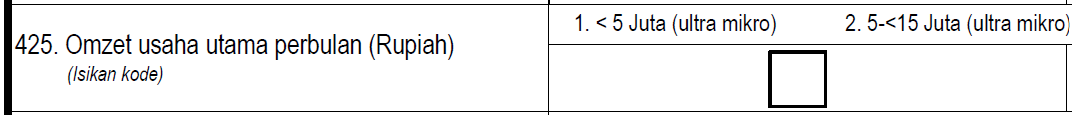 425. Omzet usaha utama perbulan (Rupiah)
(Isikan kode)
1. < 5 Juta (ultra mikro) 2. 5-<15 Juta (ultra mikro)